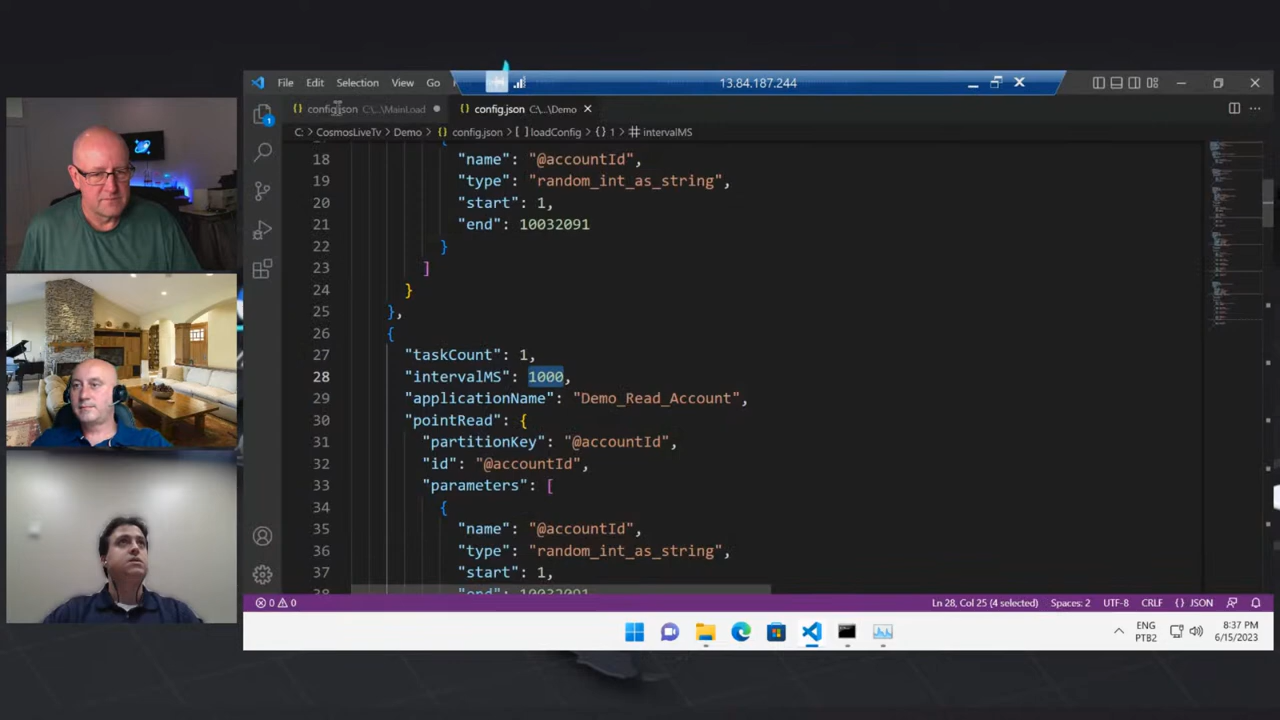 File Edit Selection View Go
13.84.187.244
{} config.json C:\...\MainLoad
{} config.json C:\...\Demo
C: > CosmosLiveTv > Demo > {} config.json > [ ] loadConfig > {} 1 > # intervalMS
18 "name": "@accountId",
19 "type": "random_int_as_string",
20 "start": 1,
21 "end": 10032091
22 }
23 ]
24 }
25 },
26 {
27 "taskCount": 1,
28 "intervalMS": 1000,
29 "applicationName": "Demo_Read_Account",
30 "pointRead": {
31 "partitionKey": "@accountId",
32 "id": "@accountId",
33 "parameters": [
34 {
35 "name": "@accountId",
36 "type": "random_int_as_string",
37 "start": 1,
38 "end": 10032091
1
0 0 Ln 28, Col 25 (4 selected) Spaces: 2 UTF-8 CRLF {} JSON
ENG
PTB2
8:37 PM
6/15/2023